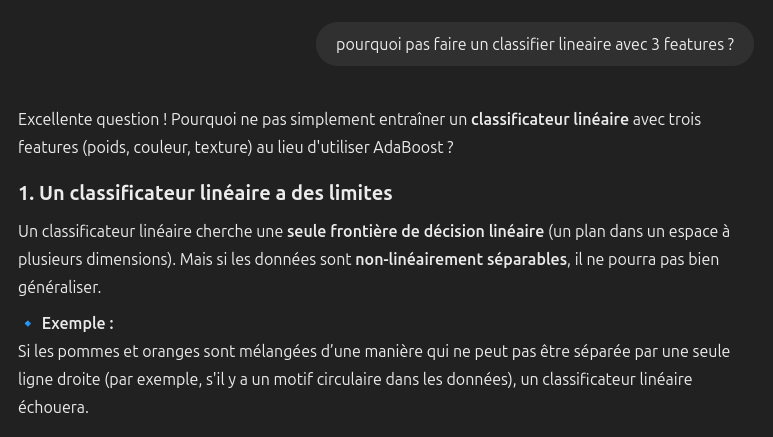 pourquoi pas faire un classifier lineaire avec 3 features ?
Excellente question ! Pourquoi ne pas simplement entraîner un classificateur linéaire avec trois
features (poids, couleur, texture) au lieu d'utiliser AdaBoost ?
1. Un classificateur linéaire a des limites
Un classificateur linéaire cherche une seule frontière de décision linéaire (un plan dans un espace à
plusieurs dimensions). Mais si les données sont non-linéairement séparables, il ne pourra pas bien
généraliser.
🔹 Exemple :
Si les pommes et oranges sont mélangées d’une manière qui ne peut pas être séparée par une seule
ligne droite (par exemple, s'il y a un motif circulaire dans les données), un classificateur linéaire
échouera.